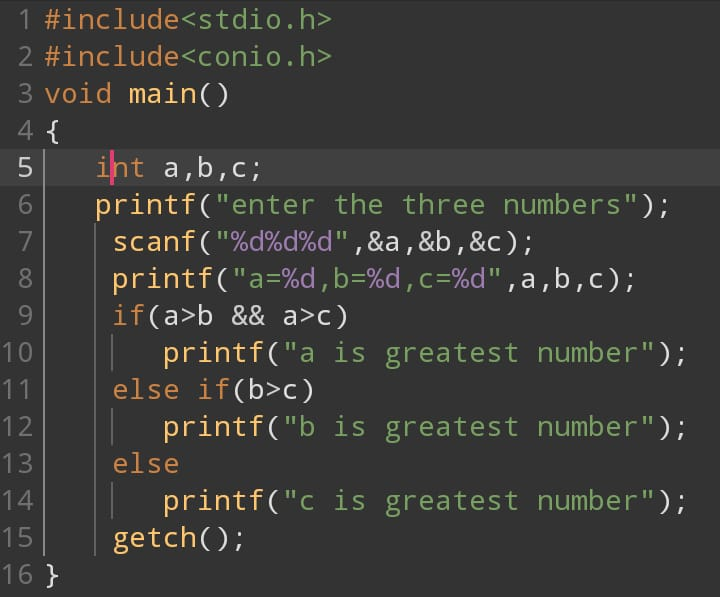 1 #include<stdio.h>
2 #include<conio.h>
3 void main()
4 {
5 int a,b,c;
6 printf("enter the three numbers");
7 scanf("%d%d%d",&a,&b,&c);
8 printf("a=%d,b=%d,c=%d",a,b,c);
9 if(a>b && a>c)
10 printf("a is greatest number");
11 else if(b>c)
12 printf("b is greatest number");
13 else
14 printf("c is greatest number");
15 getch();
16 }